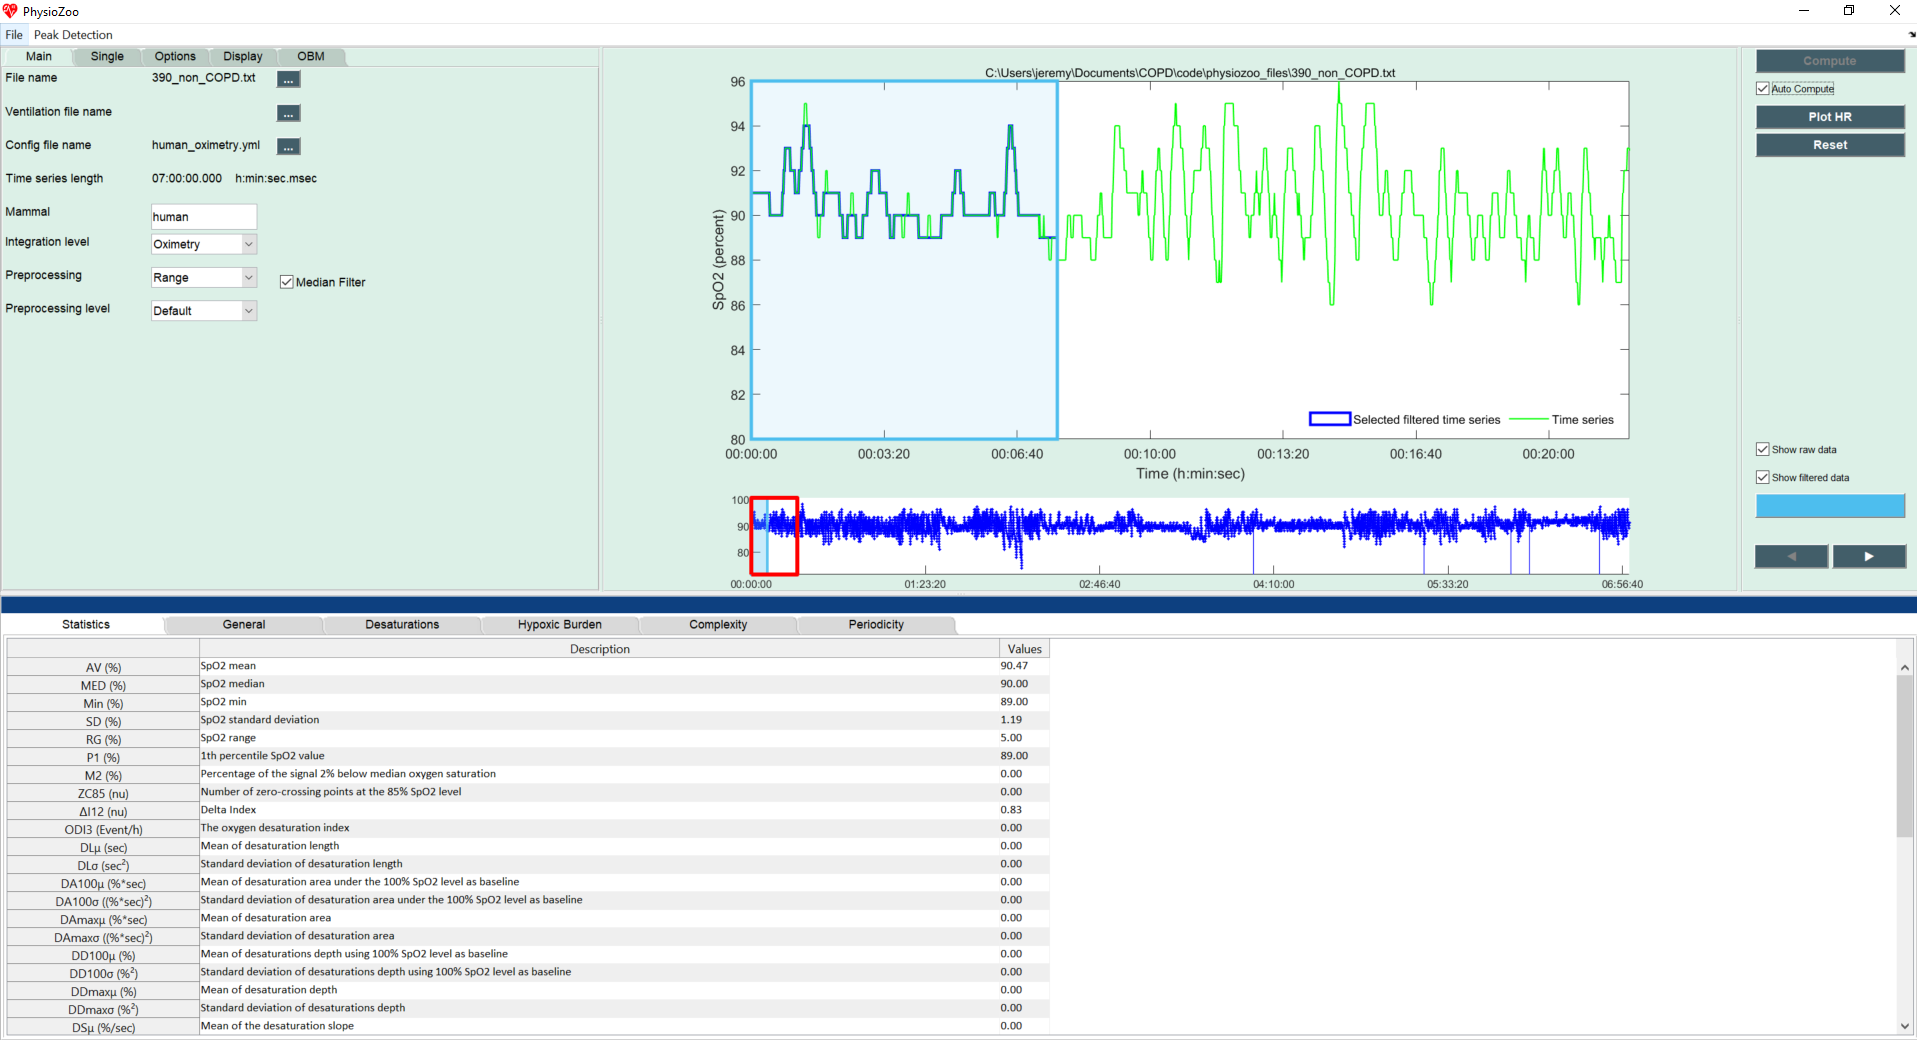 PhysioZoo
File Peak Detection
Main Single Options Display OBM
File name 390_non_COPD.txt ...
Ventilation file name ...
Config file name human_oximetry.yml ...
Time series length 07:00:00.000 h:min:sec.msec
Mammal human
Integration level Oximetry
Preprocessing Range Median Filter
Preprocessing level Default
C:\Users\jeremy\Documents\COPD\code\physiozoo_files\390_non_COPD.txt
SpO2 (percent)
96
94
92
90
88
86
84
82
80
Selected filtered time series Time series
00:00:00 00:03:20 00:06:40 00:10:00 00:13:20 00:16:40 00:20:00
Time (h:min:sec)
100
90
80
00:00:00 01:23:20 02:46:40 04:10:00 05:33:20 06:56:40
Compute
Auto Compute
Plot HR
Reset
Show raw data
Show filtered data
Statistics General Desaturations Hypoxic Burden Complexity Periodicity
Description Values
AV (%) SpO2 mean 90.47
MED (%) SpO2 median 90.00
Min (%) SpO2 min 89.00
SD (%) SpO2 standard deviation 1.19
RG (%) SpO2 range 5.00
P1 (%) 1th percentile SpO2 value 89.00
M2 (%) Percentage of the signal 2% below median oxygen saturation 0.00
ZC85 (nu) Number of zero-crossing points at the 85% SpO2 level 0.00
ΔI12 (nu) Delta Index 0.83
ODI3 (Event/h) The oxygen desaturation index 0.00
DLμ (sec) Mean of desaturation length 0.00
DLσ (sec²) Standard deviation of desaturation length 0.00
DA100μ (%*sec) Mean of desaturation area under the 100% SpO2 level as baseline 0.00
DA100σ ((%*sec)²) Standard deviation of desaturation area under the 100% SpO2 level as baseline 0.00
DAmaxμ (%*sec) Mean of desaturation area 0.00
DAmaxσ ((%*sec)²) Standard deviation of desaturation area 0.00
DD100μ (%) Mean of desaturations depth using 100% SpO2 level as baseline 0.00
DD100σ (%²) Standard deviation of desaturations depth using 100% SpO2 level as baseline 0.00
DDmaxμ (%) Mean of desaturation depth 0.00
DDmaxσ (%²) Standard deviation of desaturations depth 0.00
DSμ (%/sec) Mean of the desaturation slope 0.00